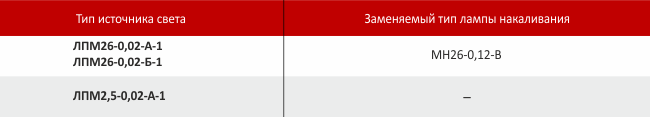 Тип источника света
Заменяемый тип лампы накаливания
ЛПМ26-0,02-А-1
ЛПМ26-0,02-Б-1
МН26-0,12-В
ЛПМ2,5-0,02-А-1
–